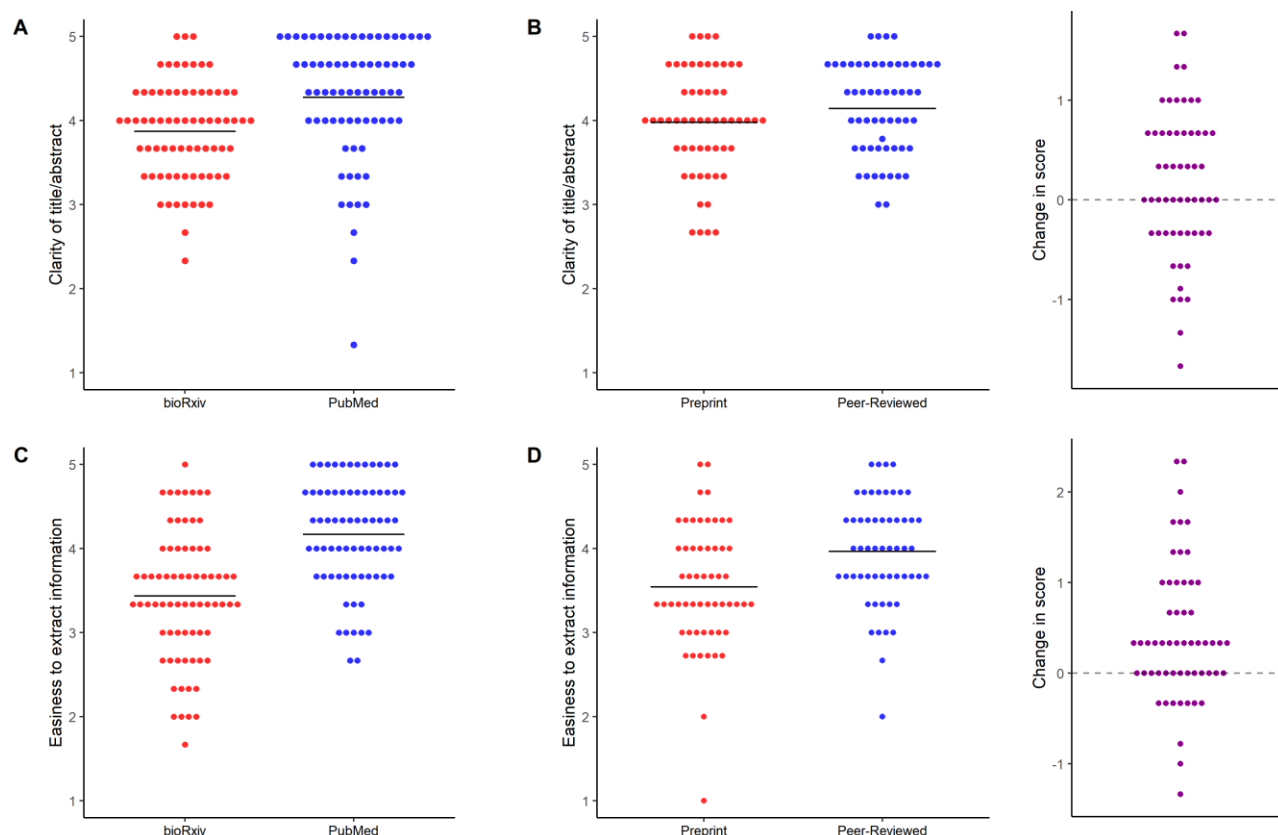 A
Clarity of title/abstract
5
4
3
2
1
bioRxiv
PubMed
B
Clarity of title/abstract
5
4
3
2
1
Preprint
Peer-Reviewed
Change in score
1
0
-1
C
Easiness to extract information
5
4
3
2
1
bioRxiv
PubMed
D
Easiness to extract information
5
4
3
2
1
Preprint
Peer-Reviewed
Change in score
2
1
0
-1